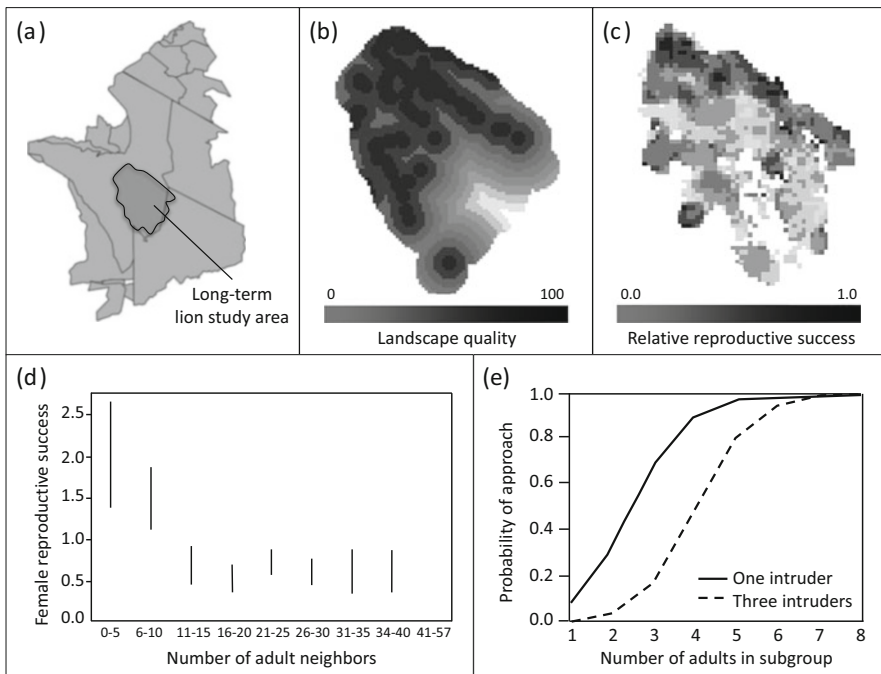 (a)
Long-term
lion study area
(b)
0 100
Landscape quality
(c)
0.0 1.0
Relative reproductive success
(d)
Female reproductive success
2.5
2.0
1.5
1.0
0.5
0.0
0-5 6-10 11-15 16-20 21-25 26-30 31-35 34-40 41-57
Number of adult neighbors
(e)
Probability of approach
1.0
0.8
0.6
0.4
0.2
0.0
One intruder
Three intruders
1 2 3 4 5 6 7 8
Number of adults in subgroup